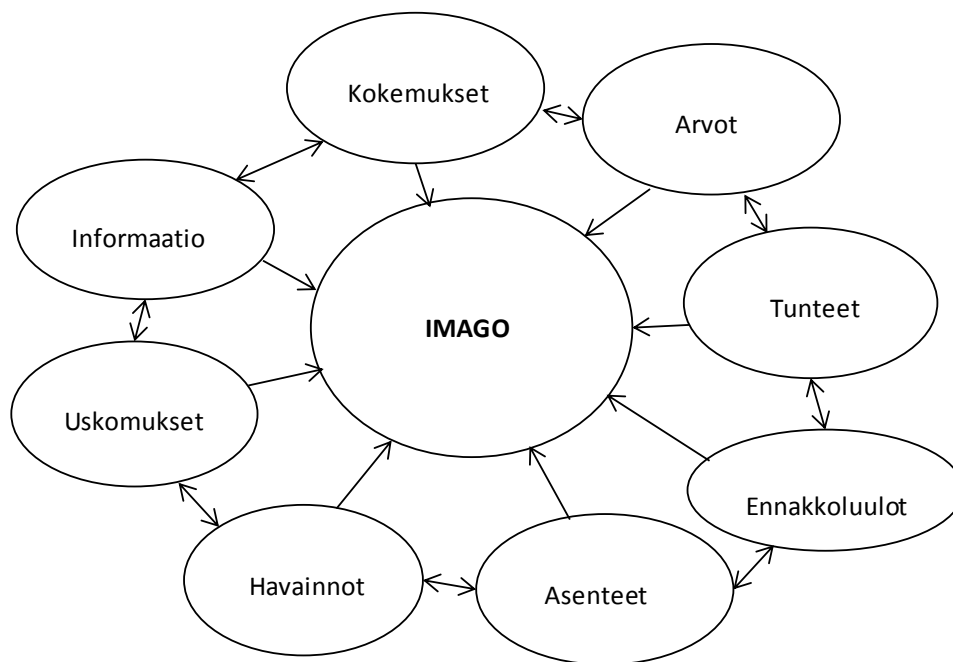 Kokemukset
Arvot
Informaatio
Tunteet
IMAGO
Uskomukset
Ennakkoluulot
Havainnot
Asenteet